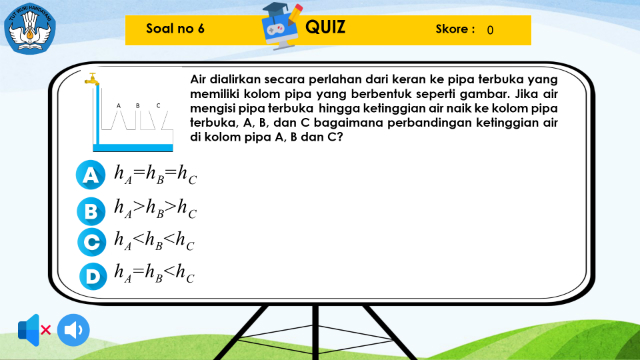 TUT WURI HANDAYANI
Soal no 6
QUIZ
Skore : 0
Air dialirkan secara perlahan dari keran ke pipa terbuka yang
memiliki kolom pipa yang berbentuk seperti gambar. Jika air
mengisi pipa terbuka hingga ketinggian air naik ke kolom pipa
terbuka, A, B, dan C bagaimana perbandingan ketinggian air
di kolom pipa A, B dan C?
A B C
A h_A=h_B=h_C
B h_A>h_B>h_C
C h_A<h_B<h_C
D h_A=h_B<h_C